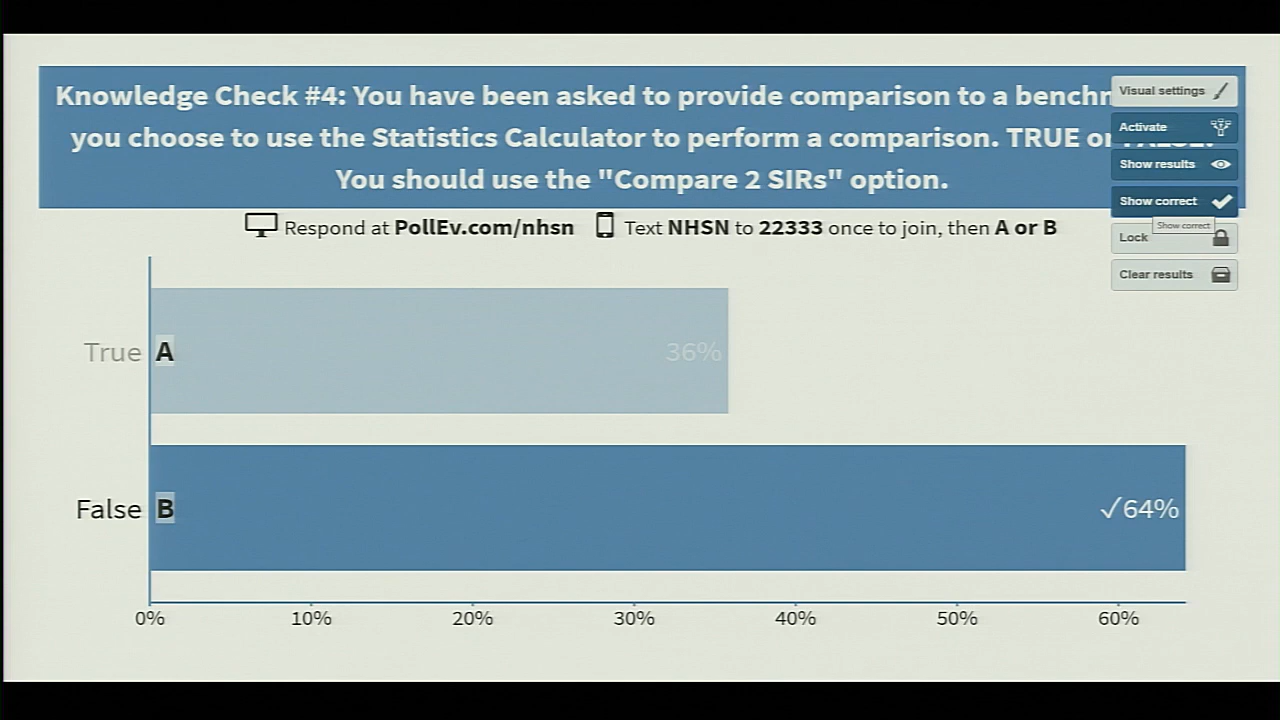 Knowledge Check #4: You have been asked to provide comparison to a
you choose to use the Statistics Calculator to perform a comparison. TRUE or
You should use the "Compare 2 SIRs" option.
Visual settings
Activate
Show results
Show correct
Show correct
Lock
Clear results
Respond at PollEv.com/nhsn Text NHSN to 22333 once to join, then A or B
True A 36%
False B ✓64%
0% 10% 20% 30% 40% 50% 60%